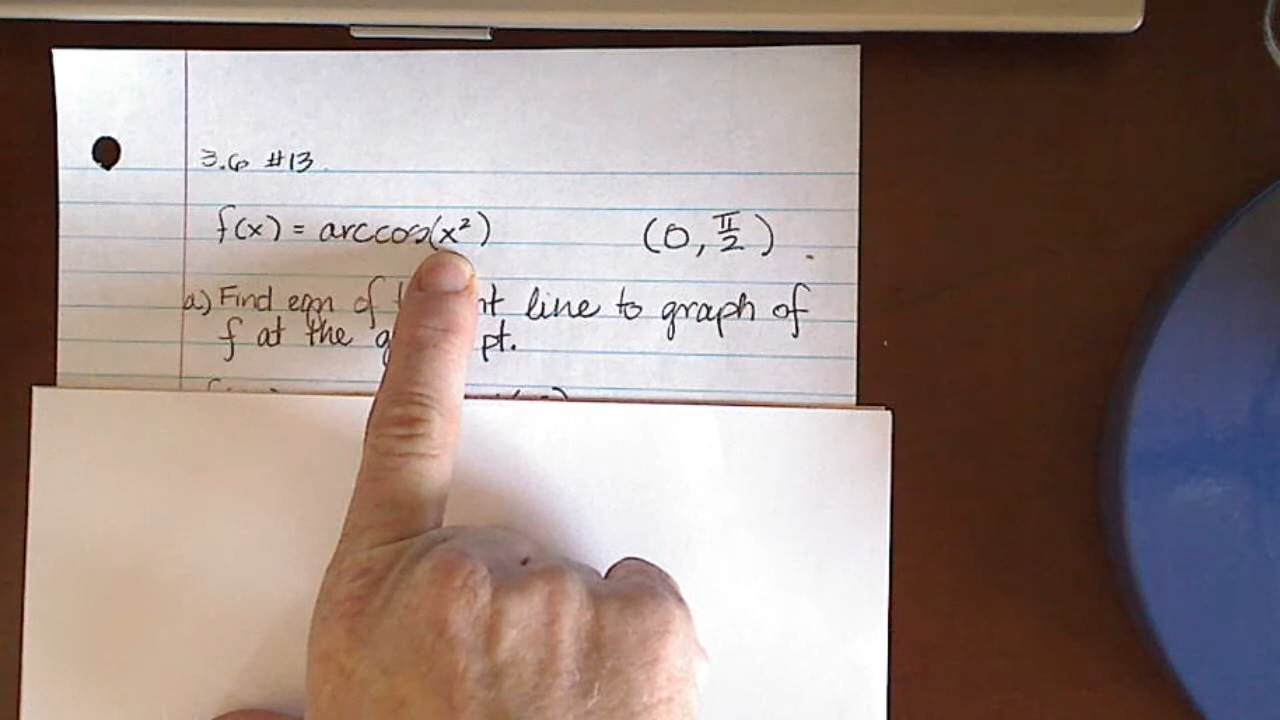 3.6 #13
f(x) = arccos(x²) (0, π/2)
a.) Find eqn of line to graph of
f at the pt.